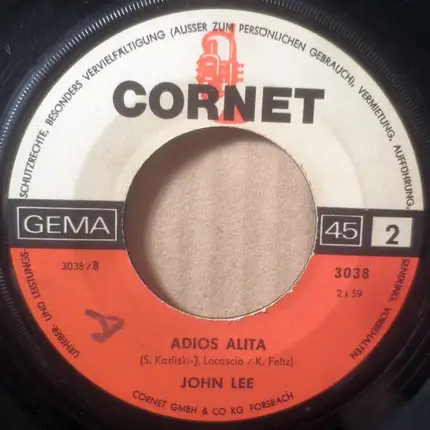 URHEBER- UND LEISTUNGS-SCHUTZRECHTE, BESONDERS VERVIELFÄLTIGUNG (AUSSER ZUM PERSÖNLICHEN GEBRAUCH), VERMIETUNG, AUFFÜHRUNG, SENDUNG, VORBEHALTEN
CORNET
GEMA
45
2
3038/B
3038
2:59
ADIOS ALITA
(S. Karliski-J. Locascio / K. Feltz)
JOHN LEE
CORNET GMBH & CO KG FORSBACH